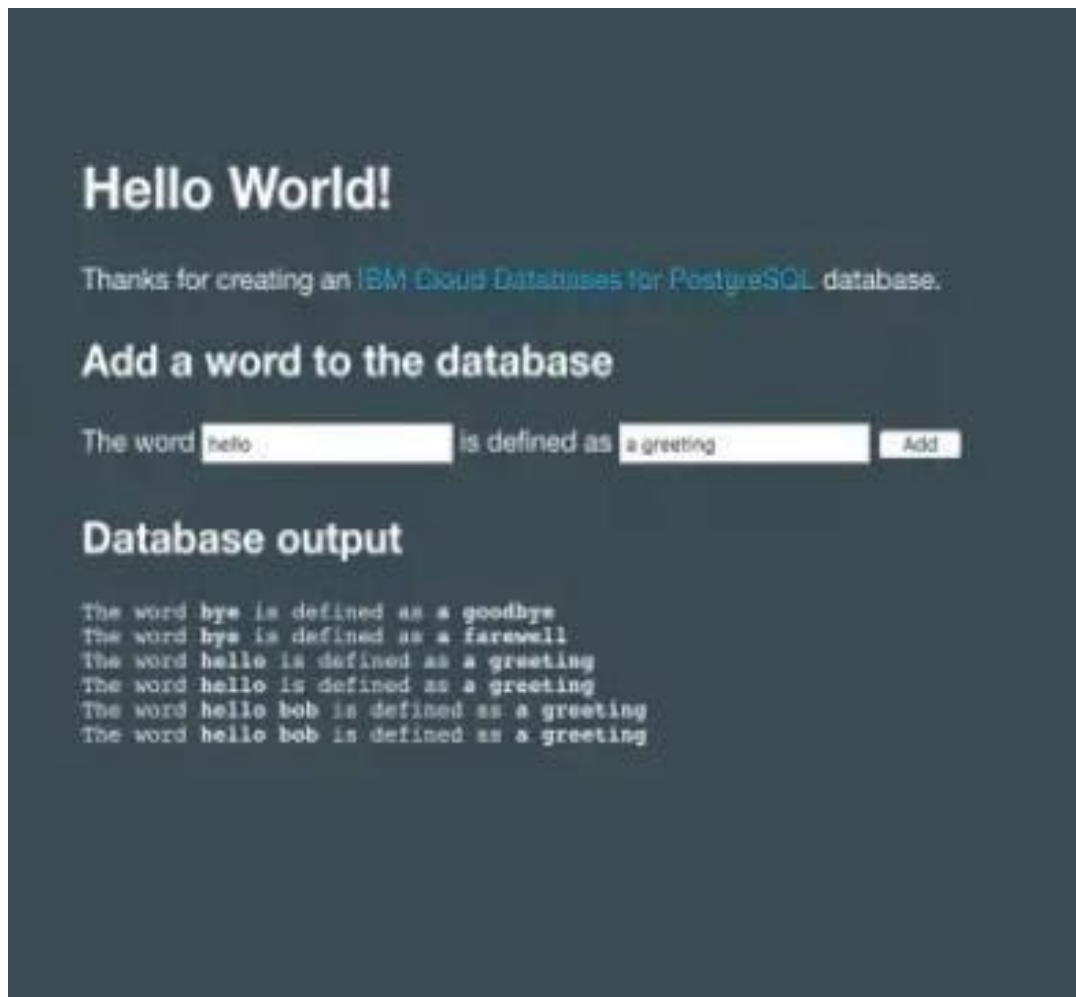 Hello World!
Thanks for creating an IBM Cloud Databases for PostgreSQL database.
Add a word to the database
The word hello is defined as a greeting Add
Database output
The word bye is defined as a goodbye
The word bye is defined as a farewell
The word hello is defined as a greeting
The word hello is defined as a greeting
The word hello bob is defined as a greeting
The word hello bob is defined as a greeting